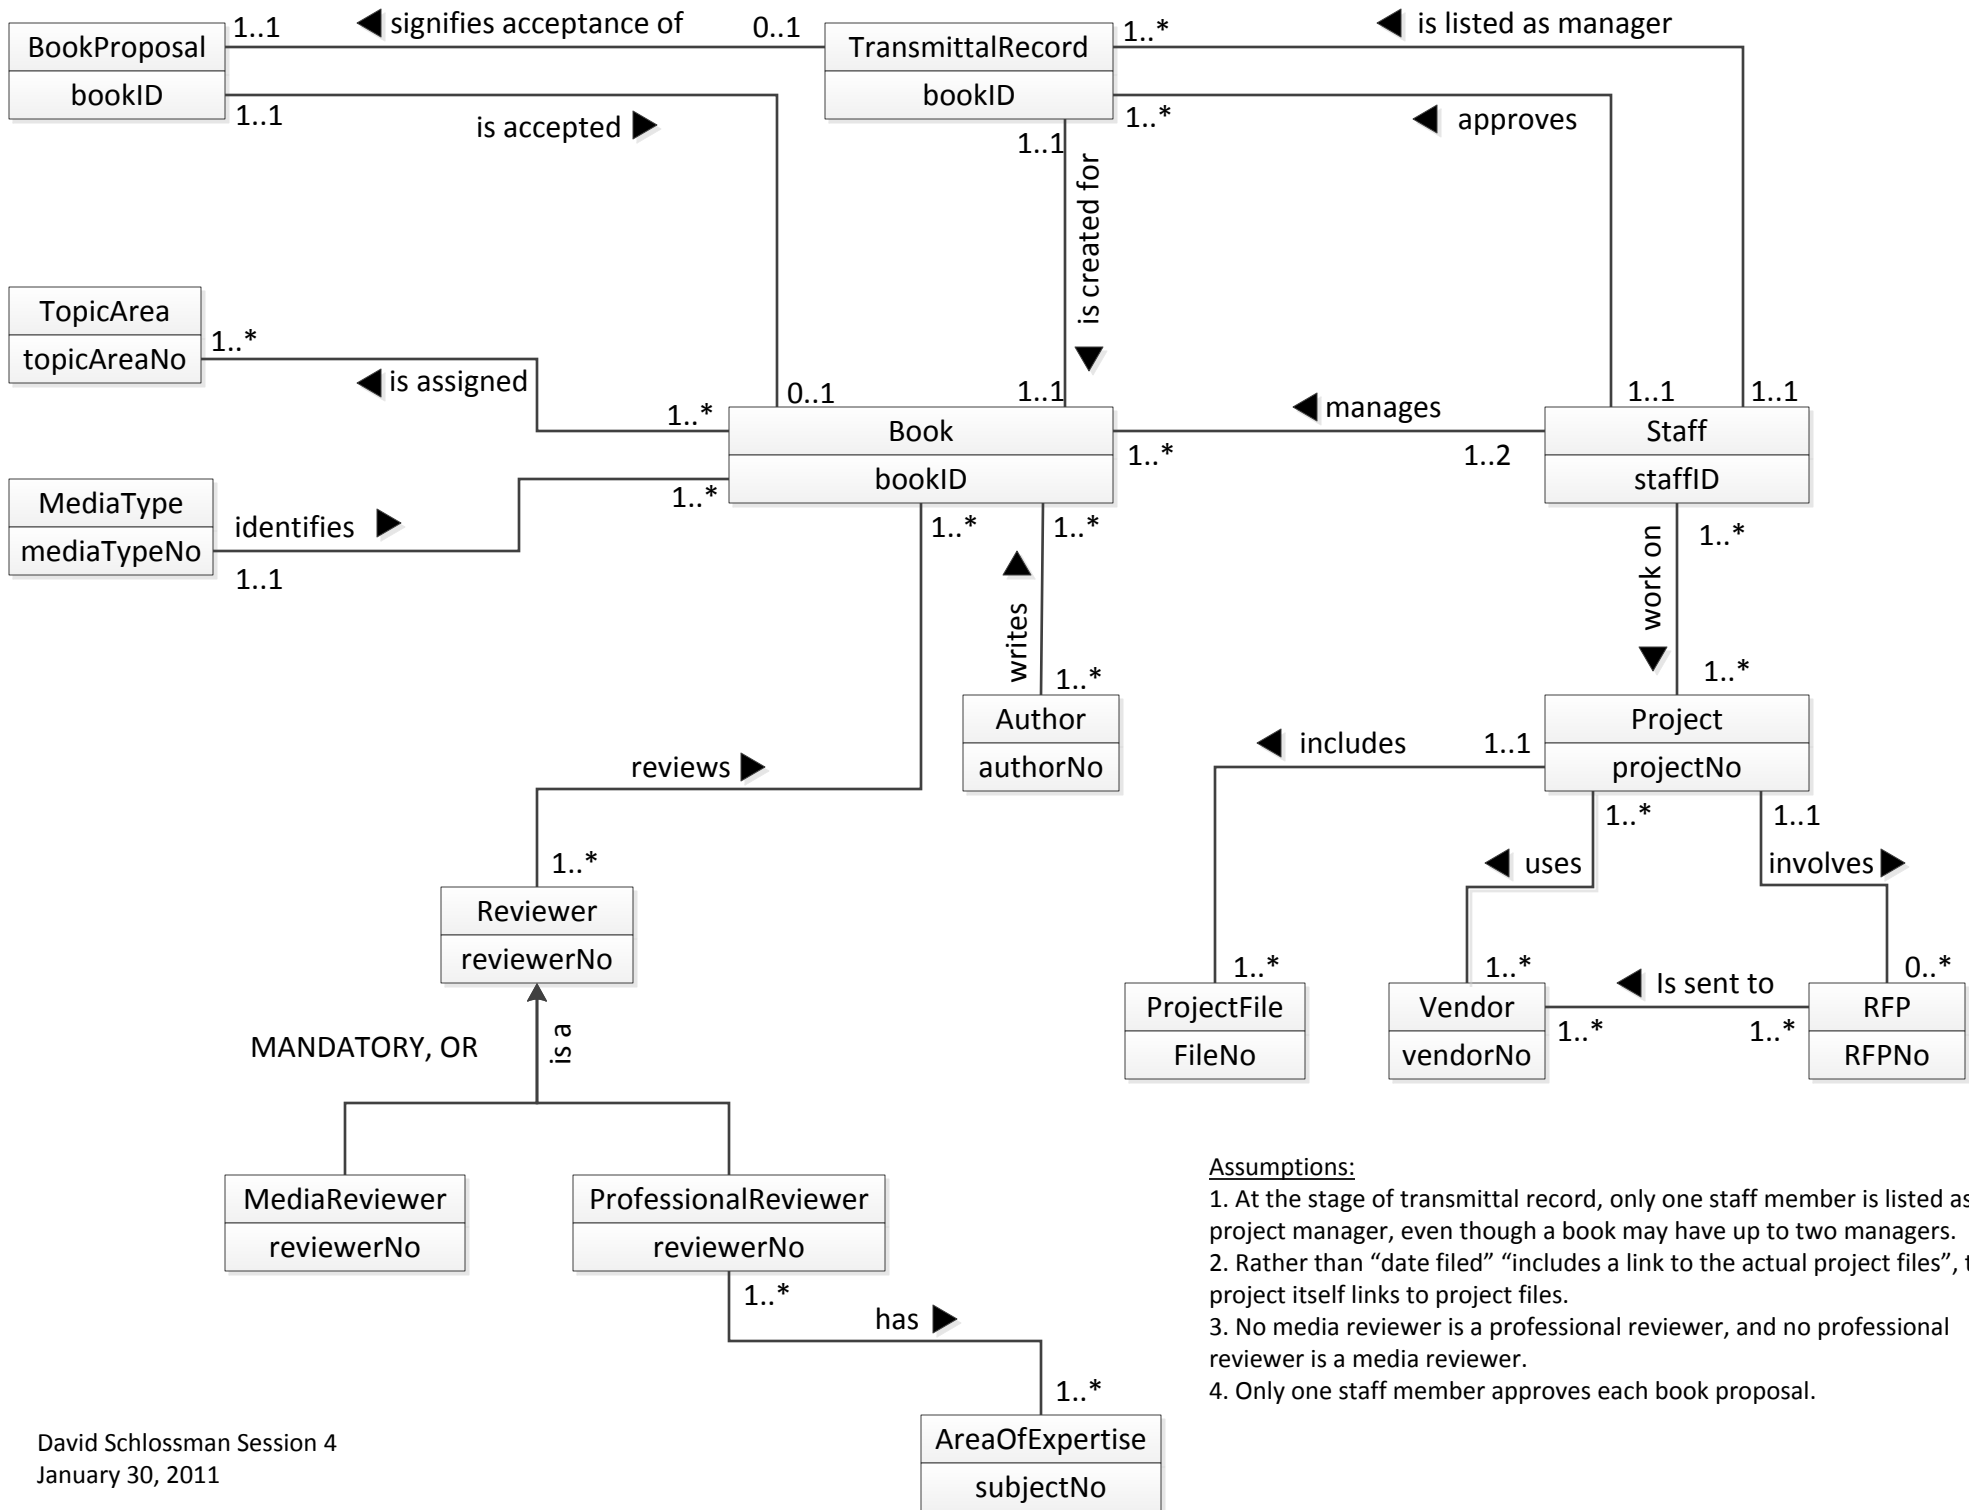 1..1
signifies acceptance of
0..1
1..*
is listed as manager
BookProposal
TransmittalRecord
bookID
bookID
1..1
is accepted
1..*
approves
1..1
is created for
TopicArea
topicAreaNo
1..*
is assigned
0..1
1..1
manages
1..1
1..1
1..*
Book
1..*
1..2
Staff
bookID
staffID
MediaType
mediaTypeNo
identifies
1..*
1..1
1..*
1..*
1..*
writes
work on
1..*
1..*
Author
authorNo
Project
projectNo
includes
1..1
reviews
1..*
1..1
uses
involves
1..*
Reviewer
reviewerNo
1..*
1..*
Is sent to
0..*
ProjectFile
FileNo
Vendor
vendorNo
1..*
1..*
RFP
RFPNo
MANDATORY, OR
is a
MediaReviewer
reviewerNo
ProfessionalReviewer
reviewerNo
1..*
has
1..*
AreaOfExpertise
subjectNo
Assumptions:
1. At the stage of transmittal record, only one staff member is listed as
project manager, even though a book may have up to two managers.
2. Rather than “date filed” “includes a link to the actual project files”, t
project itself links to project files.
3. No media reviewer is a professional reviewer, and no professional
reviewer is a media reviewer.
4. Only one staff member approves each book proposal.
David Schlossman Session 4
January 30, 2011